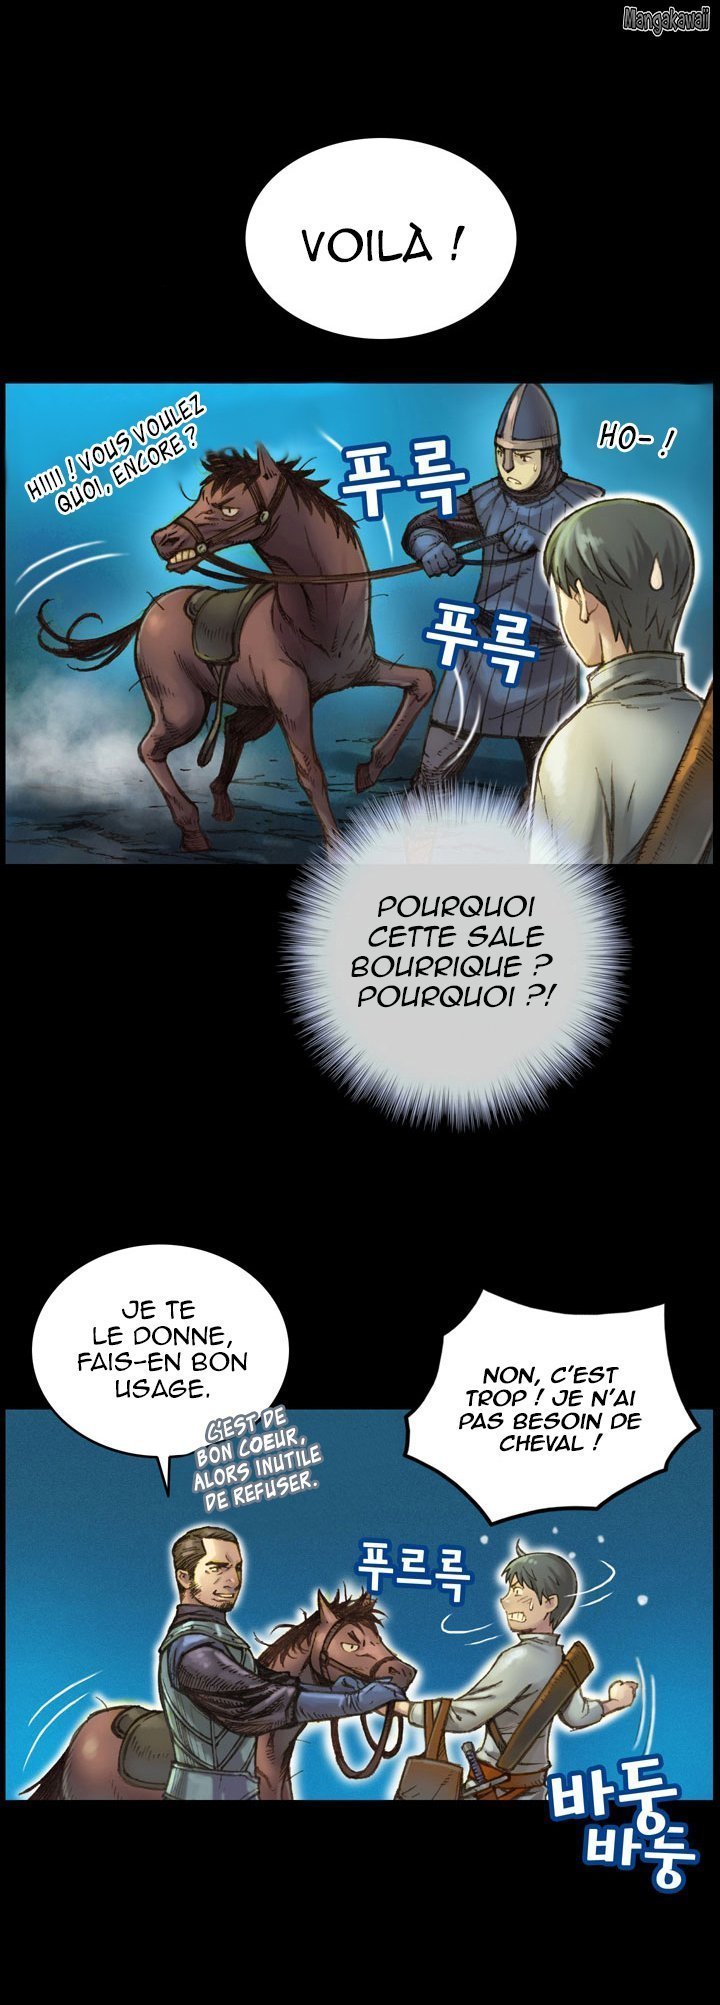 Mangakawaii
VOILÀ !
HIIII ! VOUS VOULEZ
QUOI, ENCORE ?
푸륵
HO- !
푸륵
POURQUOI
CETTE SALE
BOURRIQUE ?
POURQUOI ?!
JE TE
LE DONNE,
FAIS-EN BON
USAGE.
C'EST DE
BON COEUR,
ALORS INUTILE
DE REFUSER.
NON, C'EST
TROP ! JE N'AI
PAS BESOIN DE
CHEVAL !
푸르륵
바둥
바둥